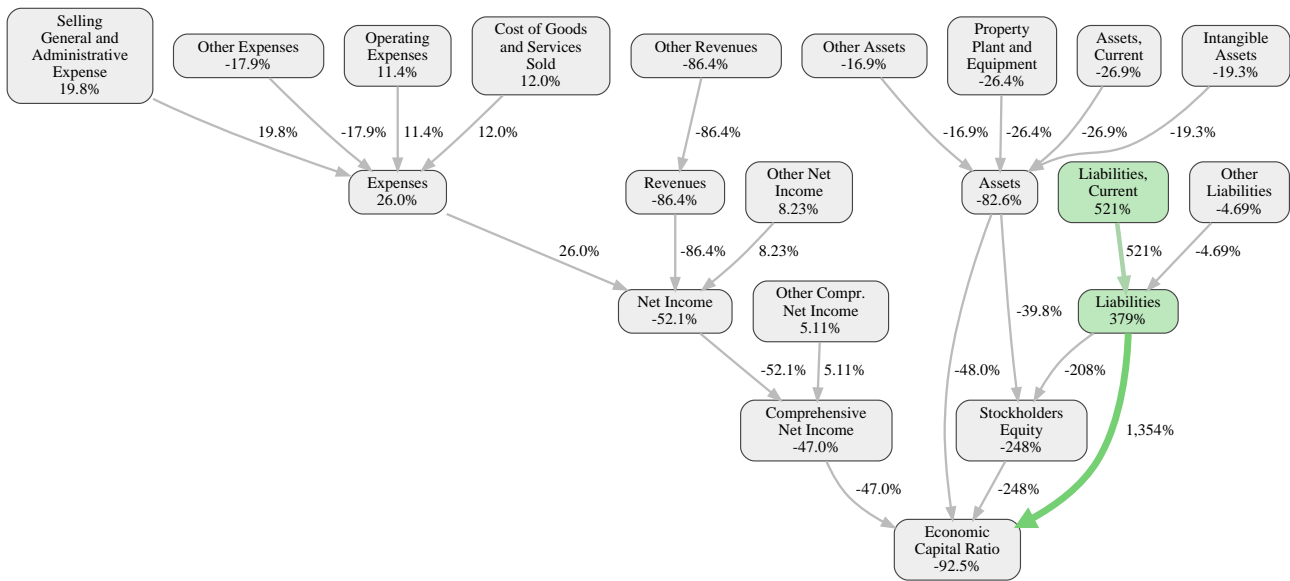 Selling
General and
Administrative
Expense
19.8%
Other Expenses
-17.9%
Operating
Expenses
11.4%
Cost of Goods
and Services
Sold
12.0%
Other Revenues
-86.4%
Other Assets
-16.9%
Property
Plant and
Equipment
-26.4%
Assets,
Current
-26.9%
Intangible
Assets
-19.3%
19.8%
-17.9%
11.4%
12.0%
-86.4%
-16.9%
-26.4%
-26.9%
-19.3%
Expenses
26.0%
Revenues
-86.4%
Other Net
Income
8.23%
Assets
-82.6%
Liabilities,
Current
521%
Other
Liabilities
-4.69%
26.0%
-86.4%
8.23%
521%
-4.69%
Net Income
-52.1%
Other Compr.
Net Income
5.11%
-39.8%
Liabilities
379%
-52.1%
5.11%
-48.0%
-208%
Comprehensive
Net Income
-47.0%
Stockholders
Equity
-248%
1,354%
-47.0%
-248%
Economic
Capital Ratio
-92.5%